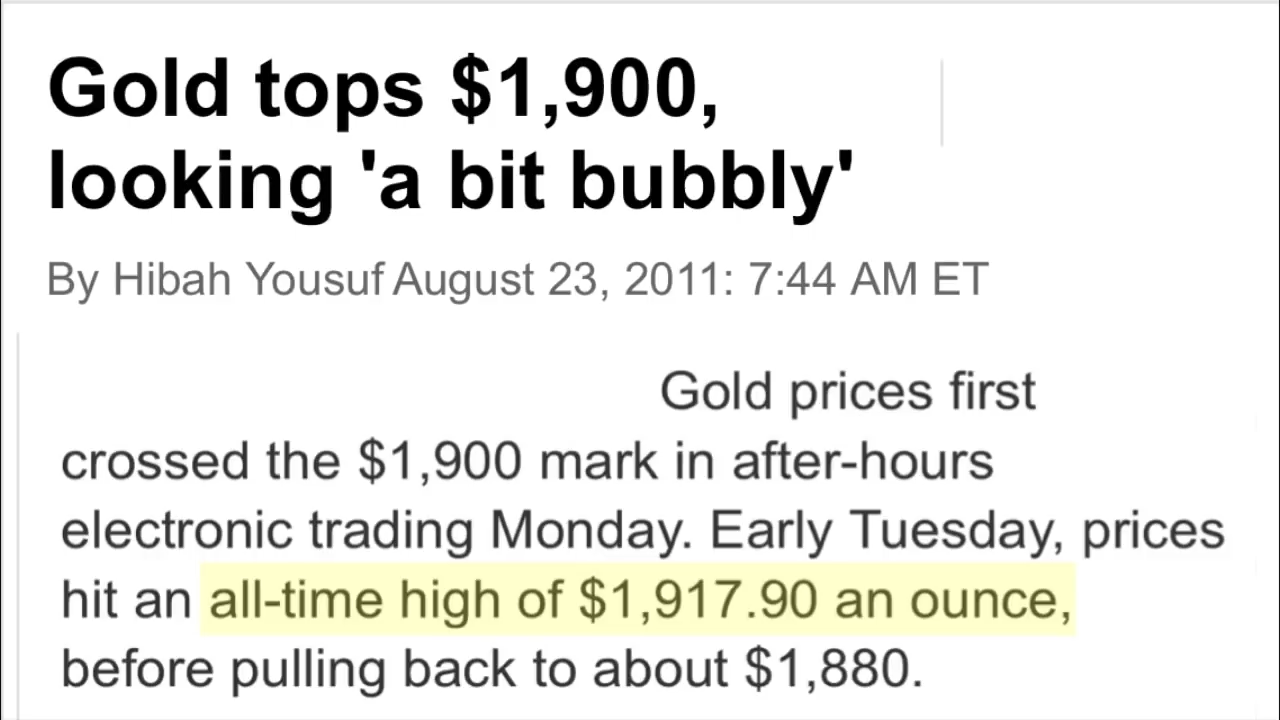 Gold tops $1,900,
looking 'a bit bubbly'
By Hibah Yousuf August 23, 2011: 7:44 AM ET
Gold prices first
crossed the $1,900 mark in after-hours
electronic trading Monday. Early Tuesday, prices
hit an all-time high of $1,917.90 an ounce,
before pulling back to about $1,880.